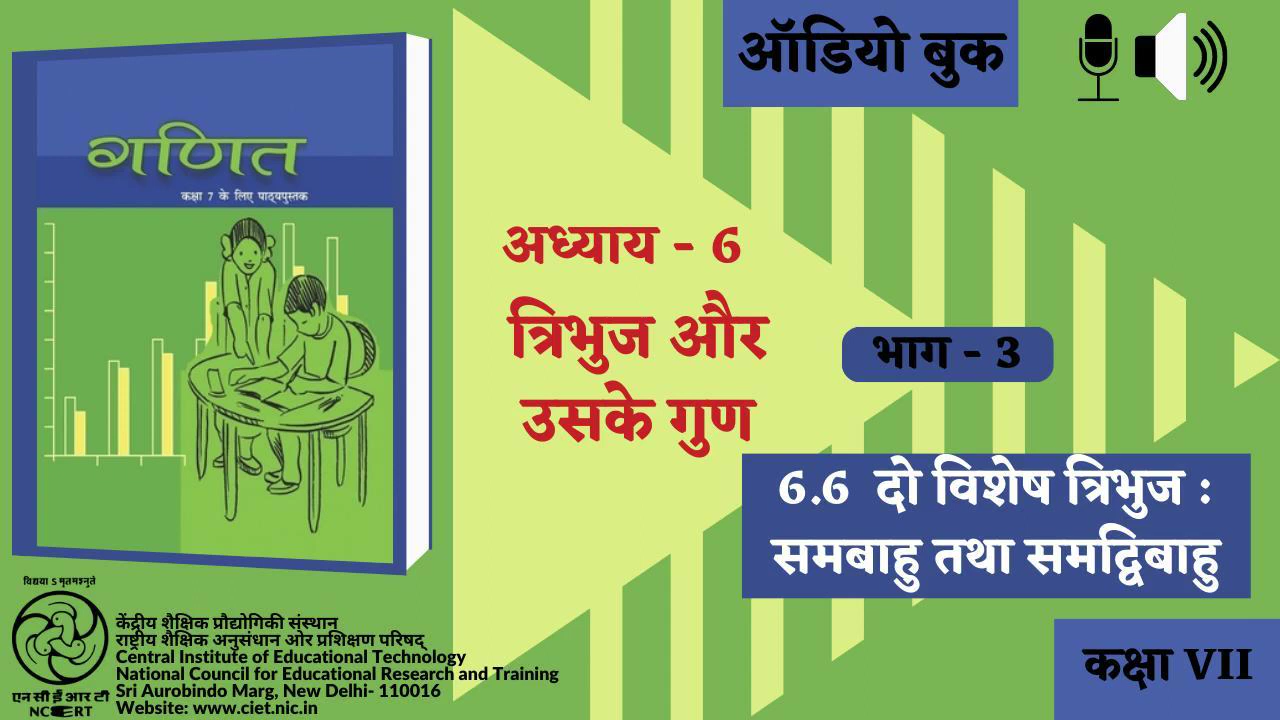 ऑडियो बुक
गणित
कक्षा 7 के लिए पाठ्यपुस्तक
अध्याय - 6
त्रिभुज और
उसके गुण
भाग - 3
6.6 दो विशेष त्रिभुज :
समबाहु तथा समद्विबाहु
कक्षा VII
विद्यया ऽ मृतमश्नुते
एन सी ई आर टी
NCERT
केंद्रीय शैक्षिक प्रौद्योगिकी संस्थान
राष्ट्रीय शैक्षिक अनुसंधान ओर प्रशिक्षण परिषद्
Central Institute of Educational Technology
National Council for Educational Research and Training
Sri Aurobindo Marg, New Delhi- 110016
Website: www.ciet.nic.in